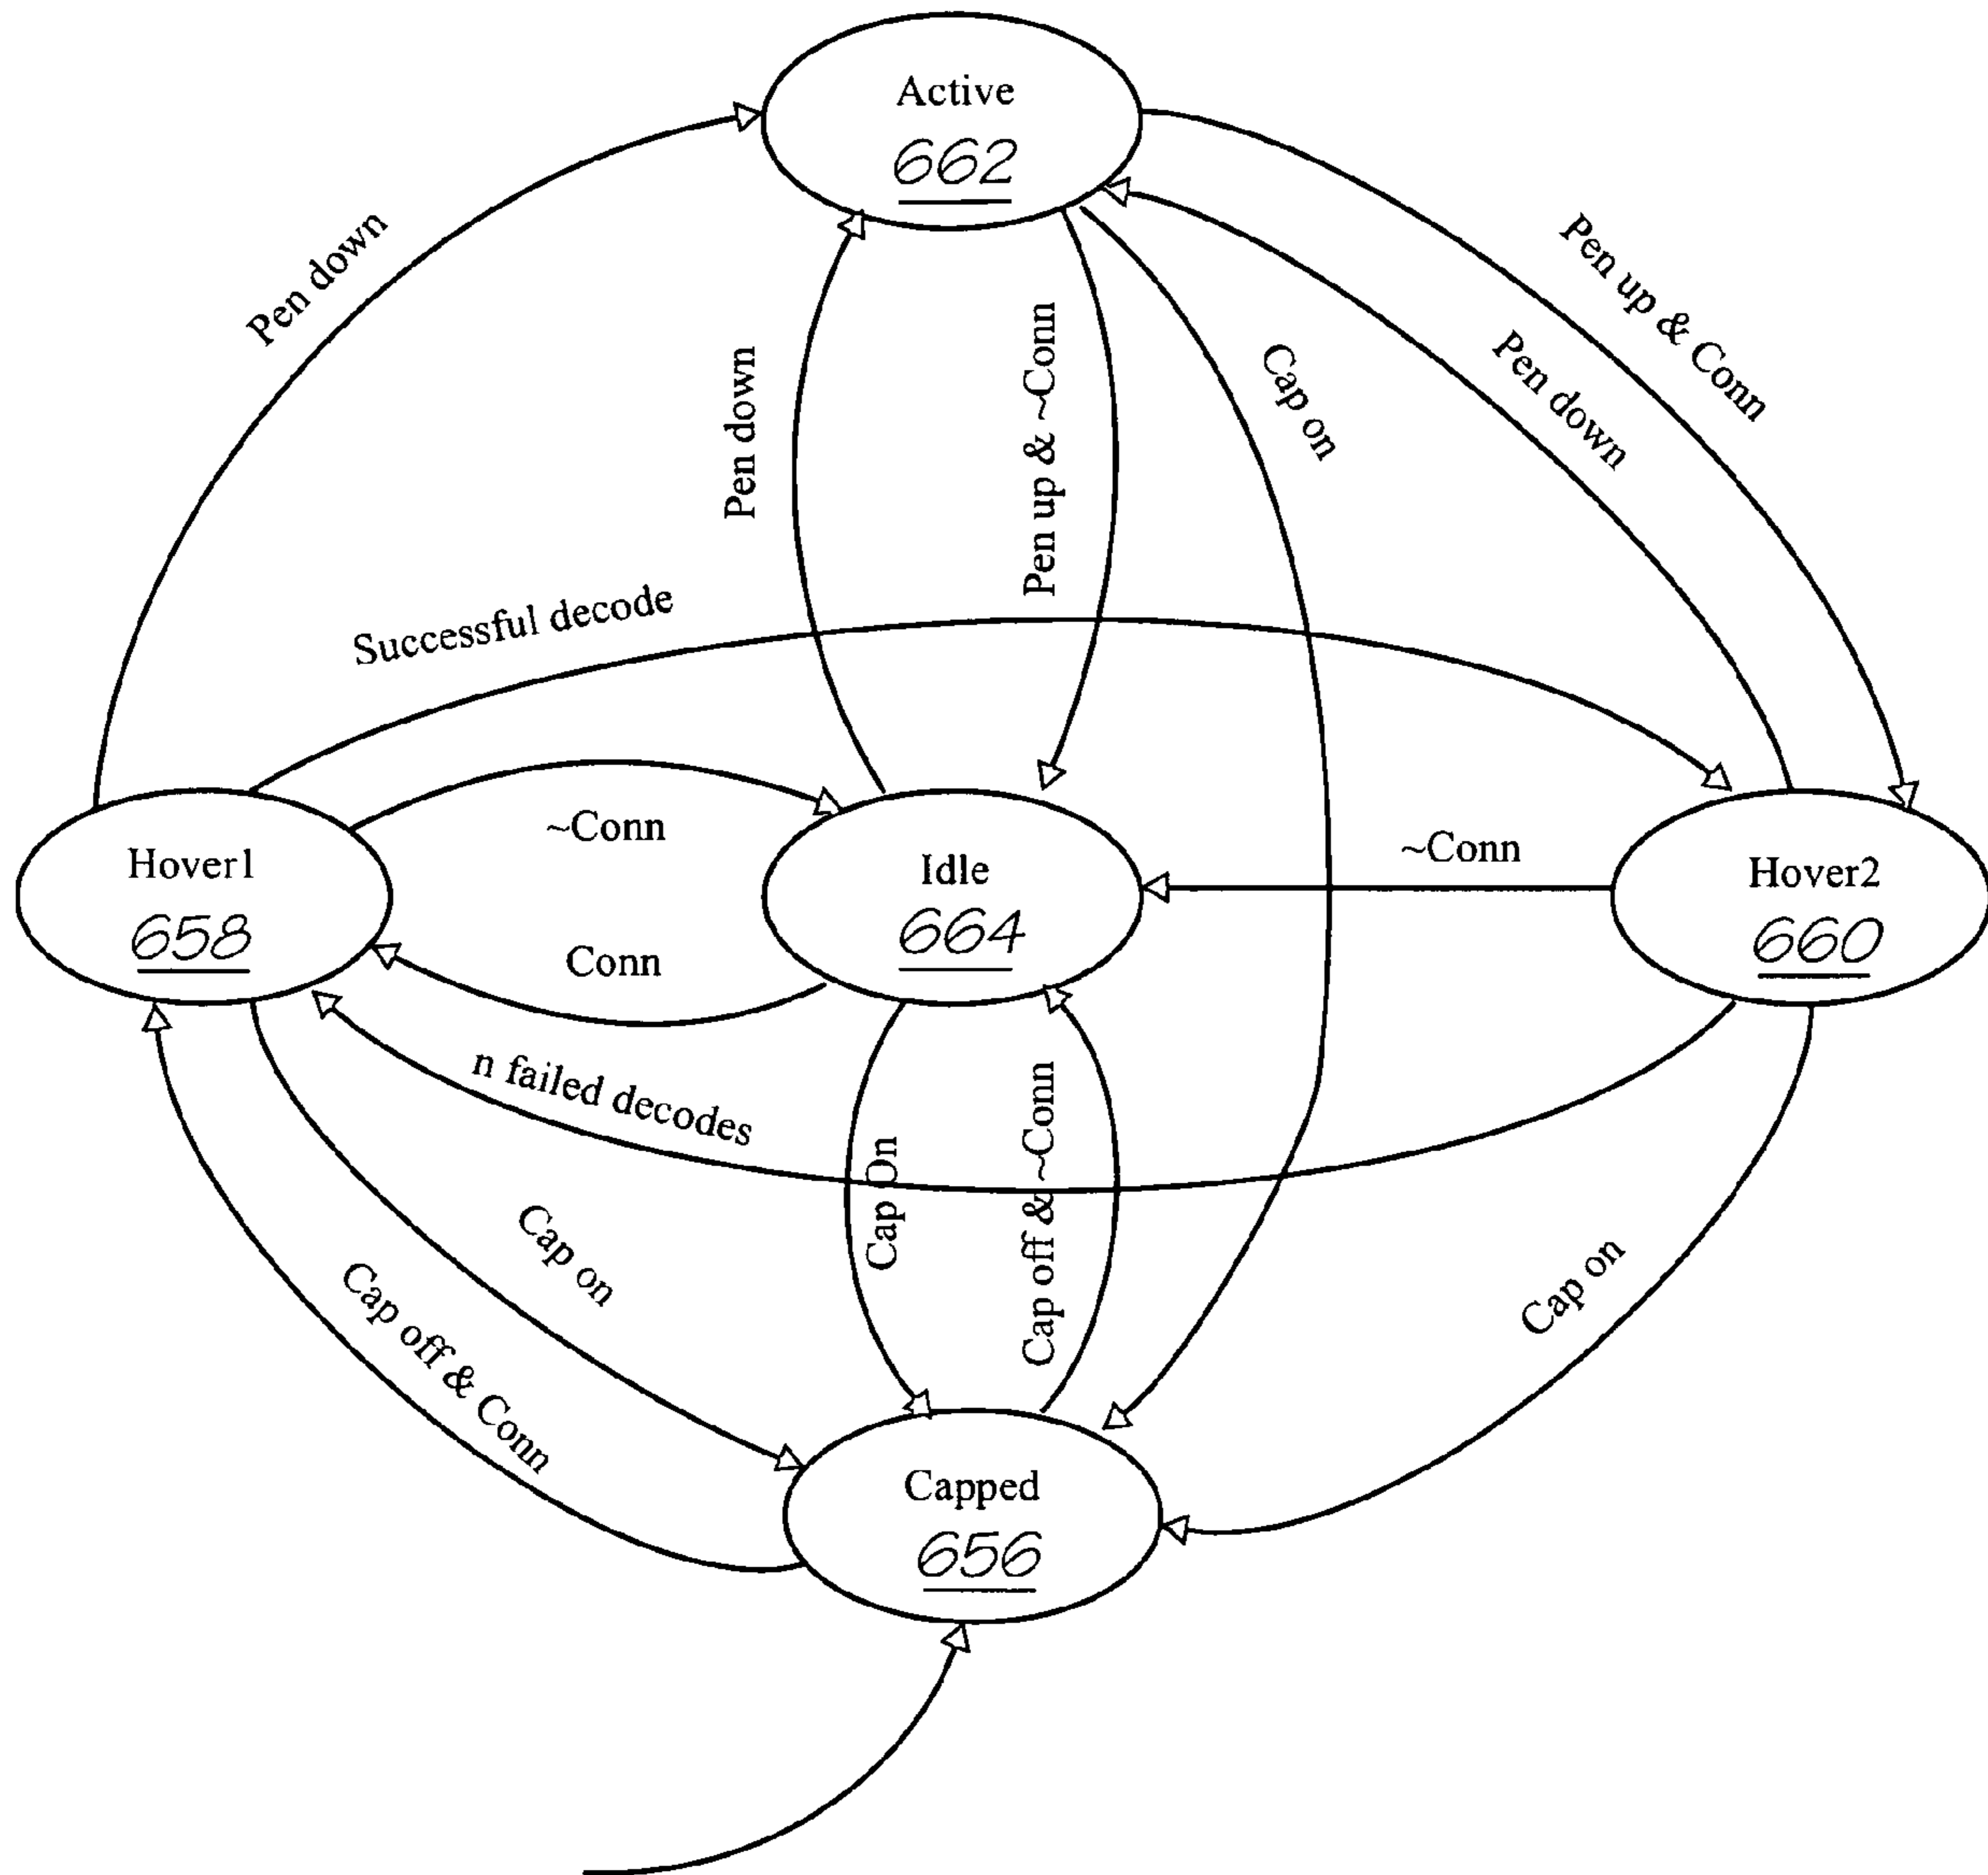 Active
662
Pen down
Pen up & Conn
Pen down
Pen up & ~Conn
Cap on
Pen down
Successful decode
~Conn
~Conn
Hover1
658
Idle
664
Hover2
660
Conn
n failed decodes
Cap On
Cap off & ~Conn
Cap on
Cap on
Cap off & Conn
Capped
656